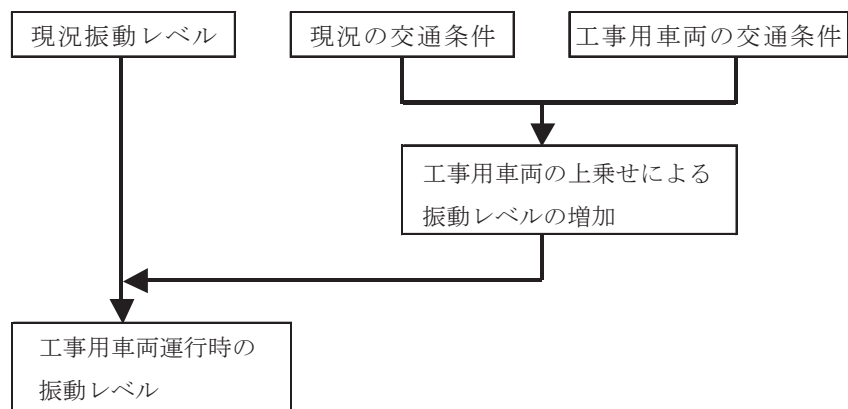 現況振動レベル
現況の交通条件
工事用車両の交通条件
工事用車両の上乗せによる
振動レベルの増加
工事用車両運行時の
振動レベル